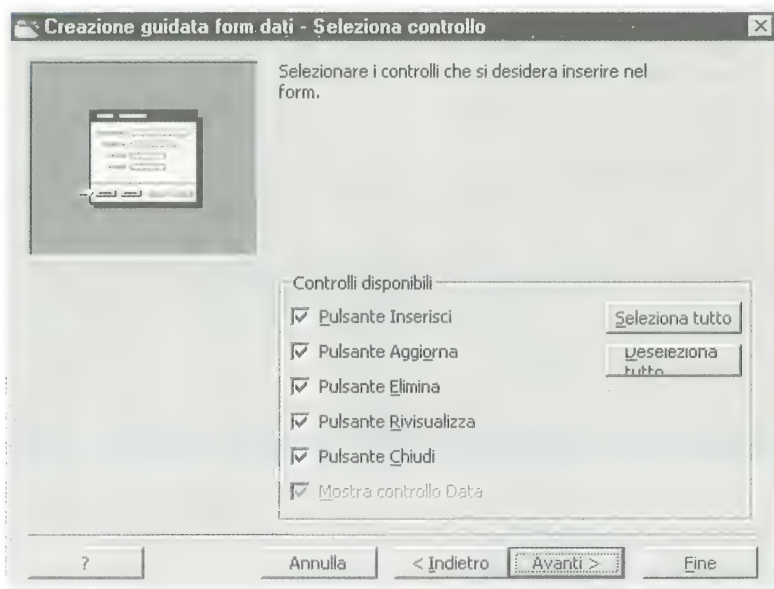 Creazione guidata form dati - Seleziona controllo
Selezionare i controlli che si desidera inserire nel
form.
Controlli disponibili
Pulsante Inserisci
Seleziona tutto
Pulsante Aggiorna
Deseleziona
tutto
Pulsante Elimina
Pulsante Rivisualizza
Pulsante Chiudi
Mostra controllo Data
?
Annulla
< Indietro
Avanti >
Fine